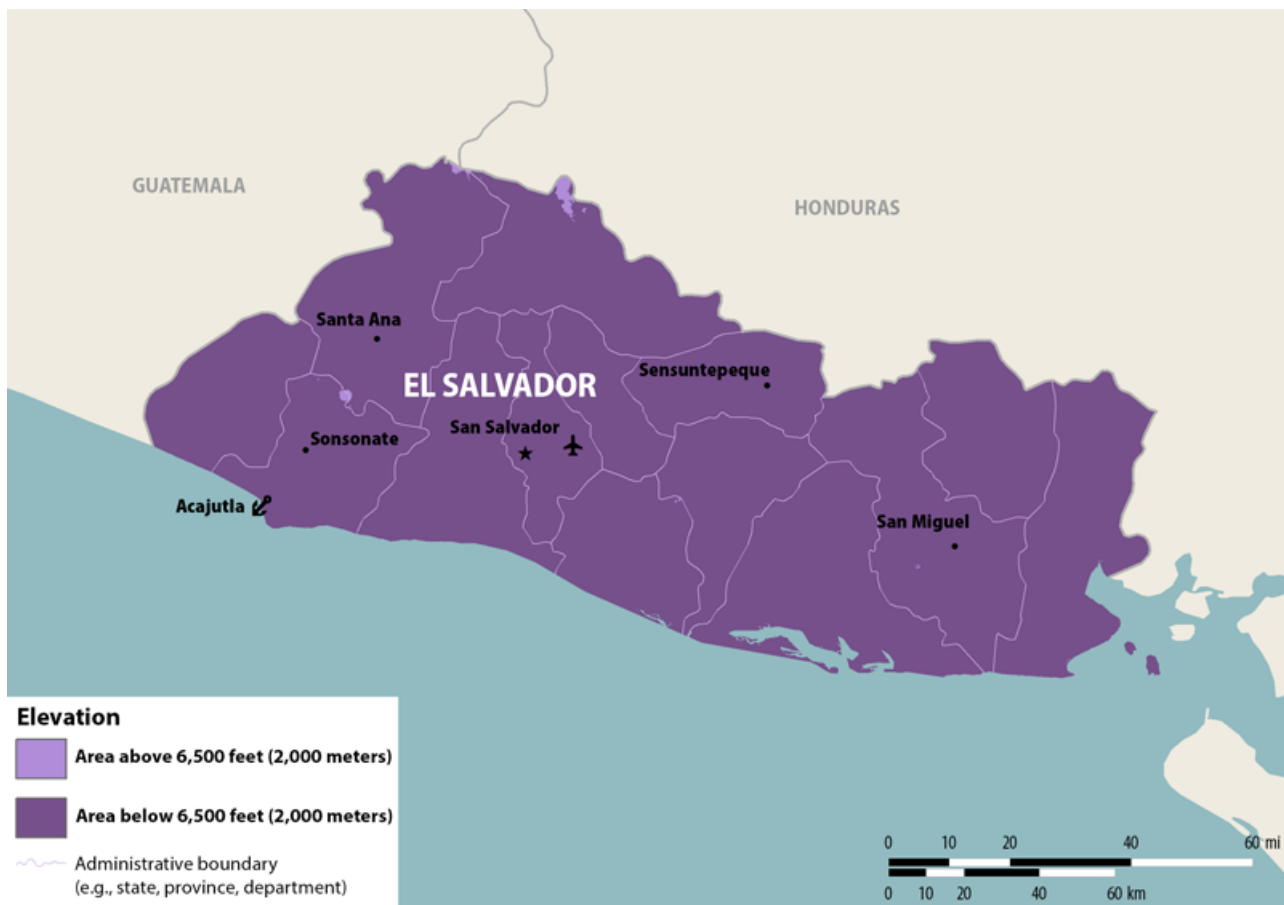 GUATEMALA
HONDURAS
Santa Ana
EL SALVADOR
Sensuntepeque
San Salvador
Sonsonate
Acajutla
San Miguel
Elevation
Area above 6,500 feet (2,000 meters)
Area below 6,500 feet (2,000 meters)
Administrative boundary
(e.g., state, province, department)
0 10 20 40 60 mi
0 10 20 40 60 km